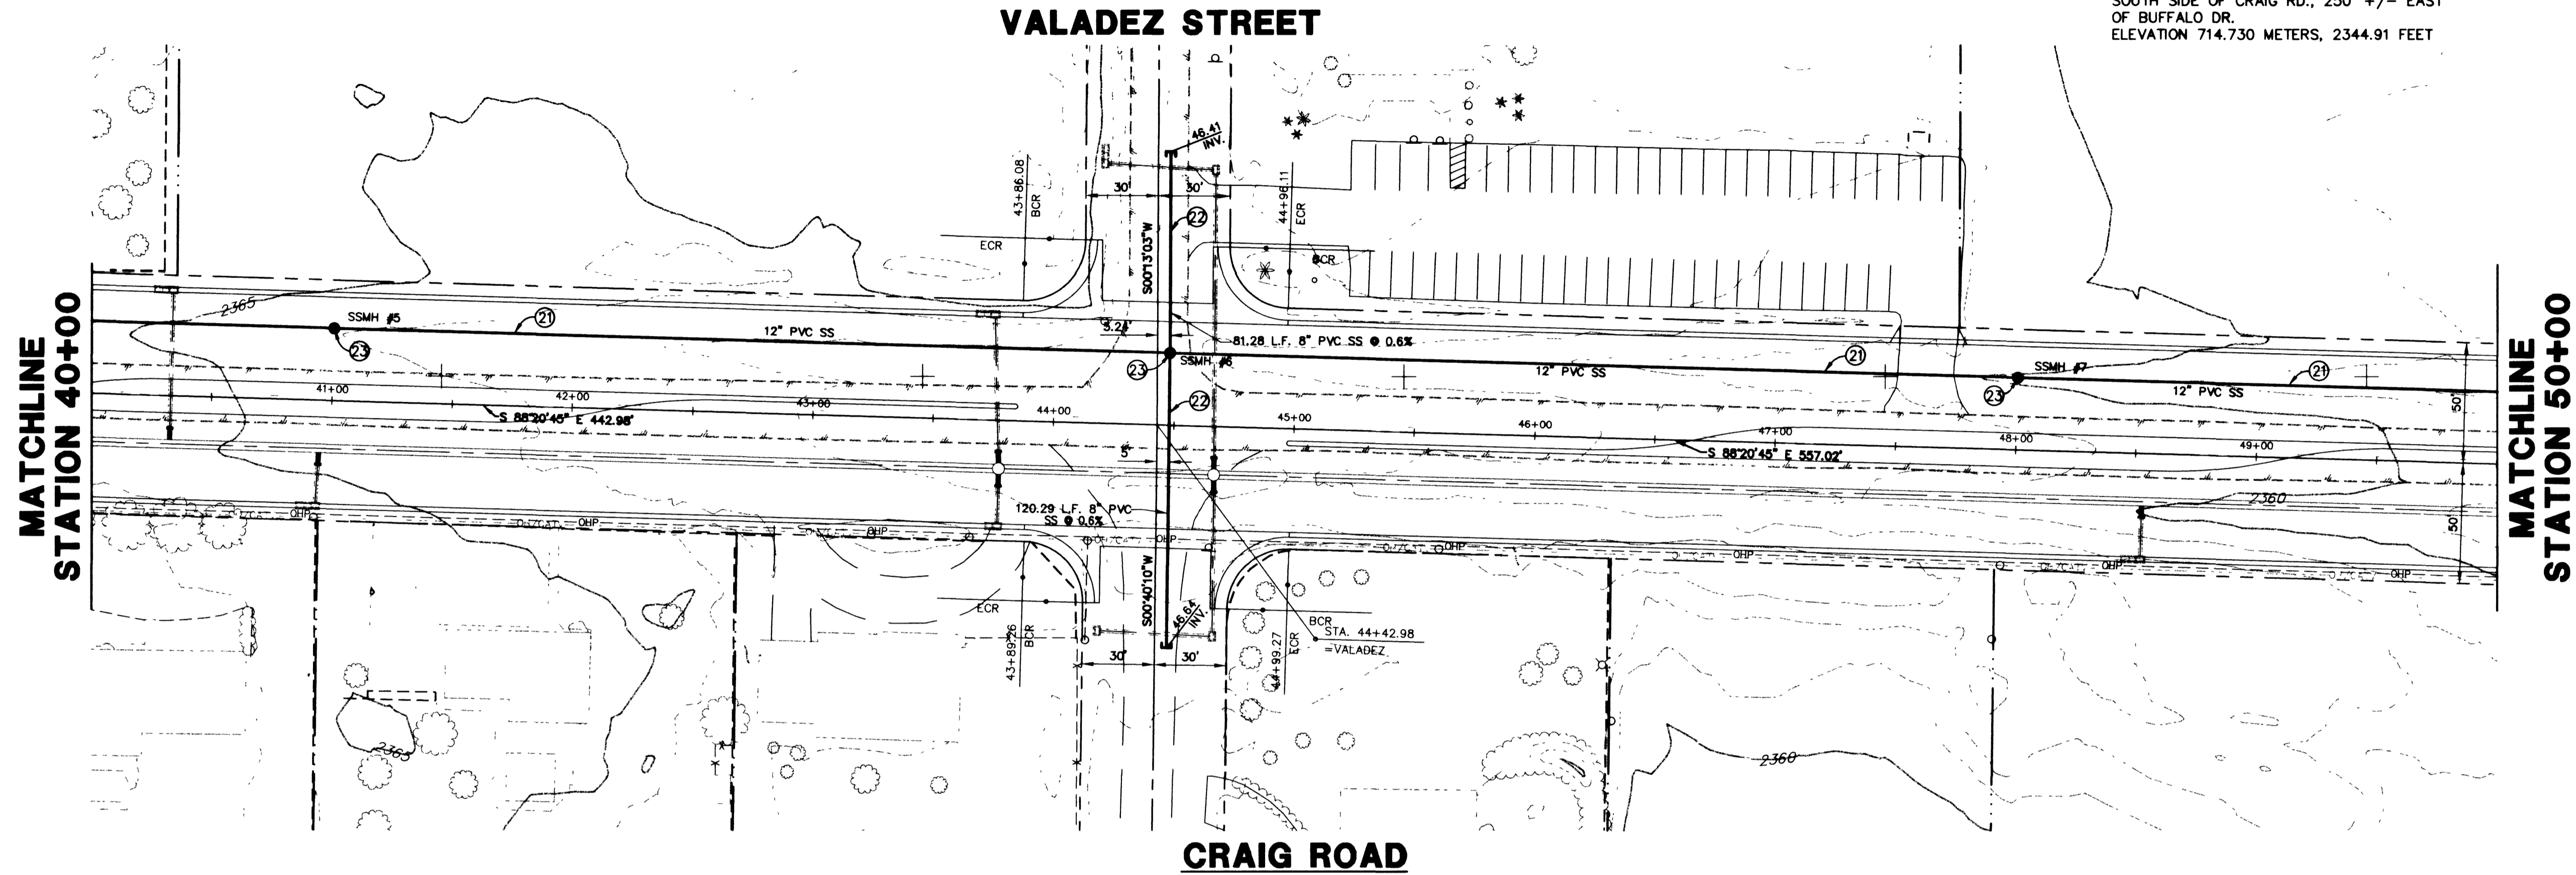 VALADEZ STREET
SOUTH SIDE OF CRAIG RD., 250' +/- EAST
OF BUFFALO DR.
ELEVATION 714.730 METERS, 2344.91 FEET
46.41
INV.
30'
30'
43+86.08
BCR
44+96.11
ECR
22
S00°13'03"W
ECR
BCR
MATCHLINE
STATION 40+00
2365
SSMH #5
23
21
12" PVC SS
5.24'
81.28 L.F. 8" PVC SS @ 0.6%
SSMH #6
23
12" PVC SS
21
SSMH #7
23
12" PVC SS
21
MATCHLINE
STATION 50+00
41+00
42+00
43+00
44+00
45+00
46+00
47+00
48+00
49+00
S 88°20'45" E 442.98'
22
5'
S 88°20'45" E 557.02'
50'
50'
2360
120.29 L.F. 8" PVC
SS @ 0.6%
OHP
OHP
OHP
OHP
OHP
OHP
OHP
OHP
S00°40'10"W
46.64
INV.
ECR
43+89.26
BCR
30'
30'
44+99.27
ECR
BCR
STA. 44+42.98
=VALADEZ
2365
2360
CRAIG ROAD